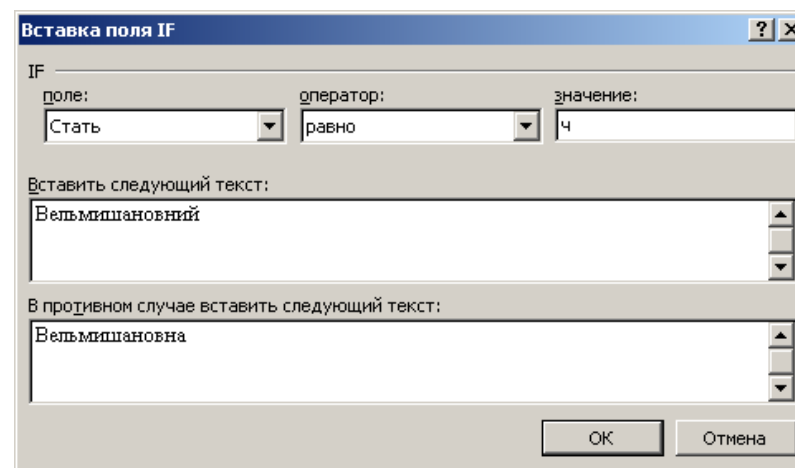 Вставка поля IF
IF
поле: оператор: значение:
Стать равно ч
Вставить следующий текст:
Вельмишановний
В противном случае вставить следующий текст:
Вельмишановна
ОК Отмена